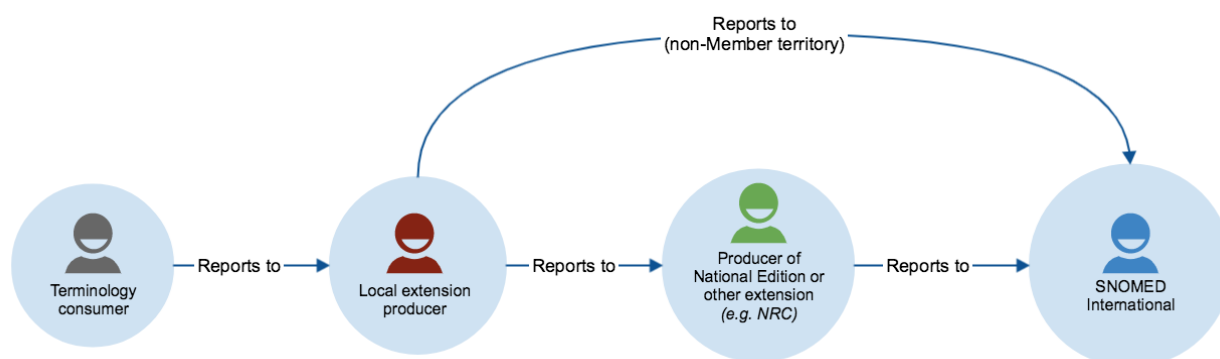 Reports to
(non-Member territory)
Terminology
consumer
Reports to
Local extension
producer
Reports to
Producer of
National Edition or
other extension
(e.g. NRC)
Reports to
SNOMED
International